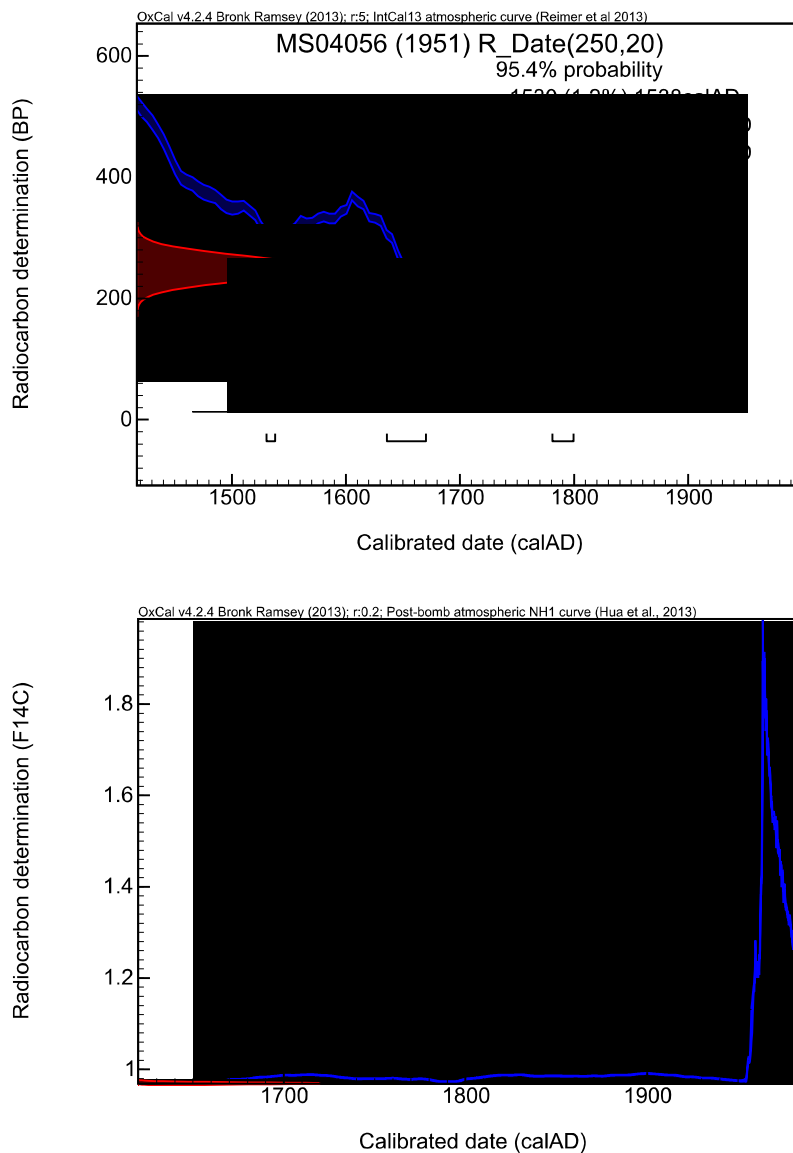 OxCal v4.2.4 Bronk Ramsey (2013); r:5; IntCal13 atmospheric curve (Reimer et al 2013)
MS04056 (1951) R_Date(250,20)
95.4% probability
Radiocarbon determination (BP)
600
400
200
0
1500 1600 1700 1800 1900
Calibrated date (calAD)
OxCal v4.2.4 Bronk Ramsey (2013); r:0.2; Post-bomb atmospheric NH1 curve (Hua et al., 2013)
Radiocarbon determination (F14C)
1.8
1.6
1.4
1.2
1
1700 1800 1900
Calibrated date (calAD)